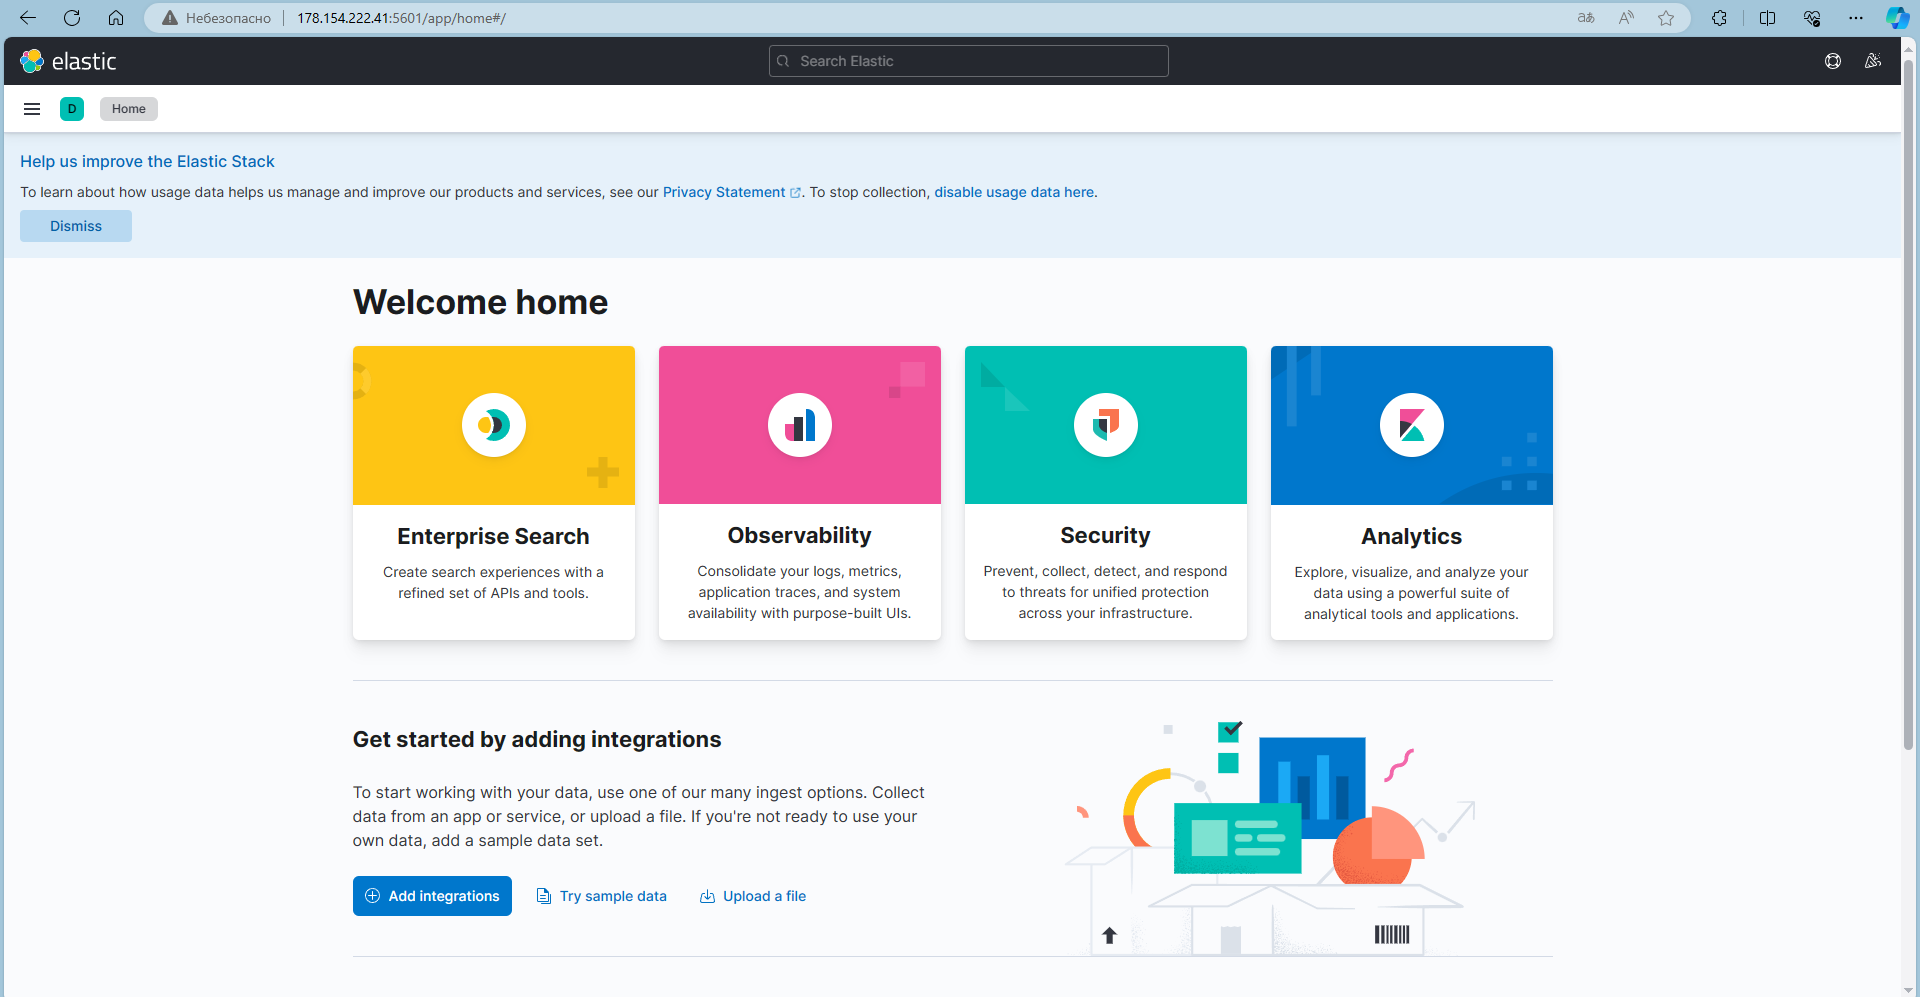 Небезопасно 178.154.222.41:5601/app/home#/
elastic
Search Elastic
D Home
Help us improve the Elastic Stack
To learn about how usage data helps us manage and improve our products and services, see our Privacy Statement. To stop collection, disable usage data here.
Dismiss
Welcome home
Enterprise Search
Create search experiences with a
refined set of APIs and tools.
Observability
Consolidate your logs, metrics,
application traces, and system
availability with purpose-built UIs.
Security
Prevent, collect, detect, and respond
to threats for unified protection
across your infrastructure.
Analytics
Explore, visualize, and analyze your
data using a powerful suite of
analytical tools and applications.
Get started by adding integrations
To start working with your data, use one of our many ingest options. Collect
data from an app or service, or upload a file. If you're not ready to use your
own data, add a sample data set.
Add integrations Try sample data Upload a file